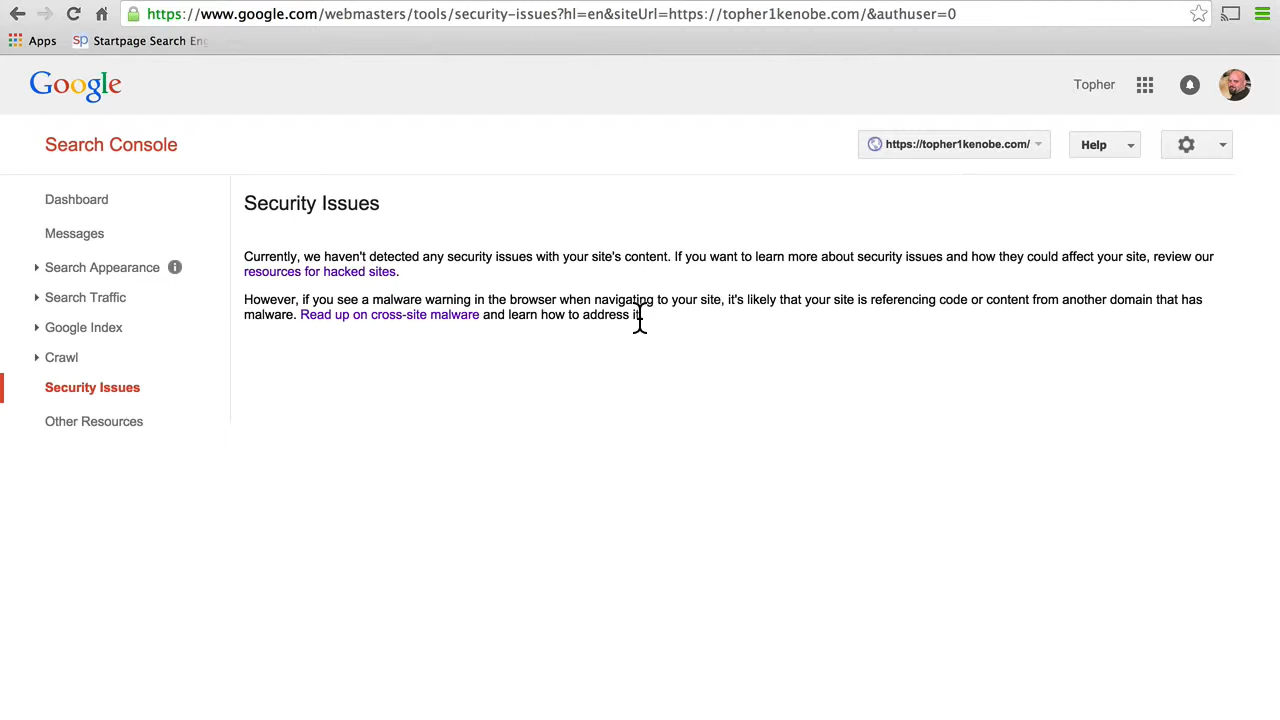 https://www.google.com/webmasters/tools/security-issues?hl=en&siteUrl=https://topher1kenobe.com/&authuser=0
Apps
Startpage Search Eng
Google
Topher
Search Console
https://topher1kenobe.com/
Help
Dashboard
Messages
Search Appearance
Search Traffic
Google Index
Crawl
Security Issues
Other Resources
Security Issues
Currently, we haven't detected any security issues with your site's content. If you want to learn more about security issues and how they could affect your site, review our
resources for hacked sites.
However, if you see a malware warning in the browser when navigating to your site, it's likely that your site is referencing code or content from another domain that has
malware. Read up on cross-site malware and learn how to address it.